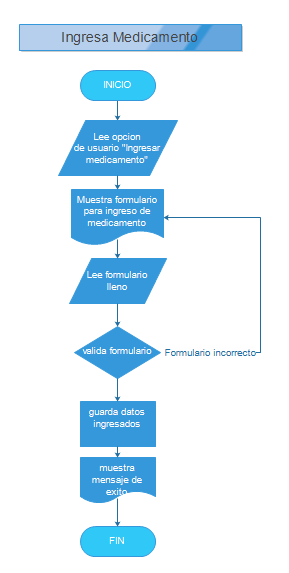 Ingresa Medicamento
INICIO
Lee opcion
de usuario "Ingresar
medicamento"
Muestra formulario
para ingreso de
medicamento
Lee formulario
lleno
valida formulario
Formulario incorrecto
guarda datos
ingresados
muestra
mensaje de
exito
FIN